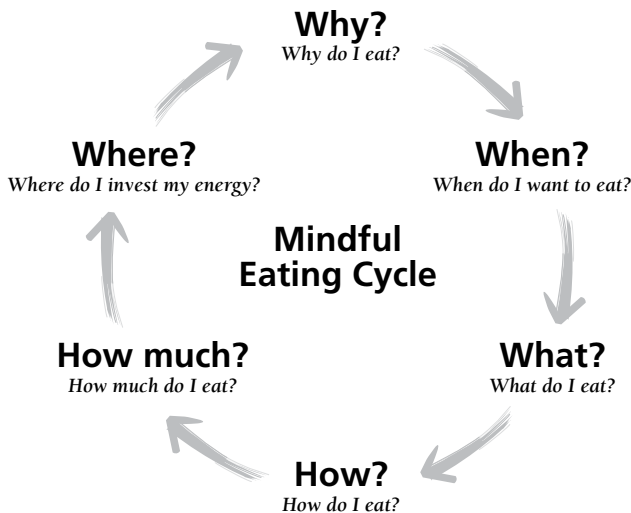 Why?
Why do I eat?
When?
When do I want to eat?
What?
What do I eat?
How?
How do I eat?
How much?
How much do I eat?
Where?
Where do I invest my energy?
Mindful
Eating Cycle